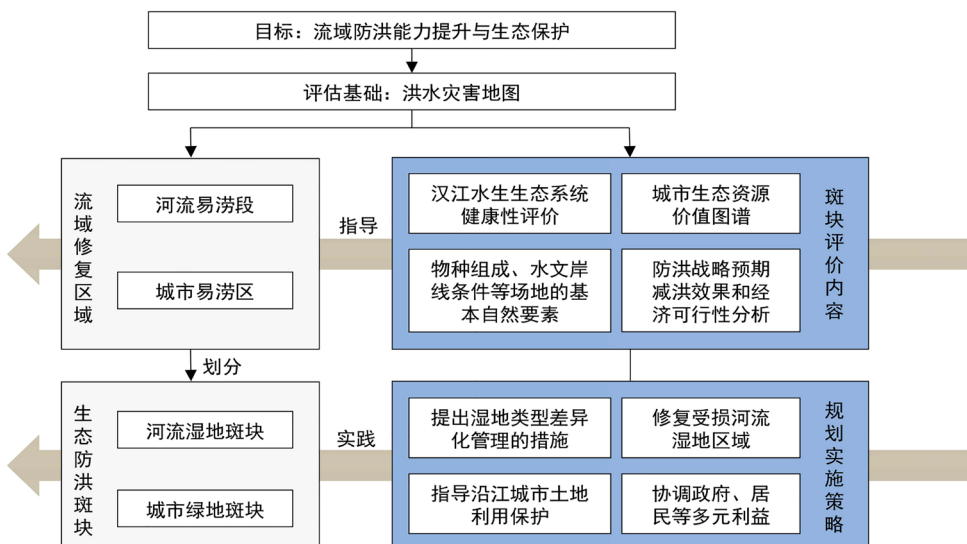 目标：流域防洪能力提升与生态保护
评估基础：洪水灾害地图
流域修复区域
河流易涝段
城市易涝区
指导
汉江水生生态系统
健康性评价
城市生态资源
价值图谱
物种组成、水文岸
线条件等场地的基
本自然要素
防洪战略预期
减洪效果和经
济可行性分析
斑块评价内容
划分
生态防洪斑块
河流湿地斑块
城市绿地斑块
实践
提出湿地类型差异
化管理的措施
修复受损河流
湿地区域
指导沿江城市土地
利用保护
协调政府、居
民等多元利益
规划实施策略